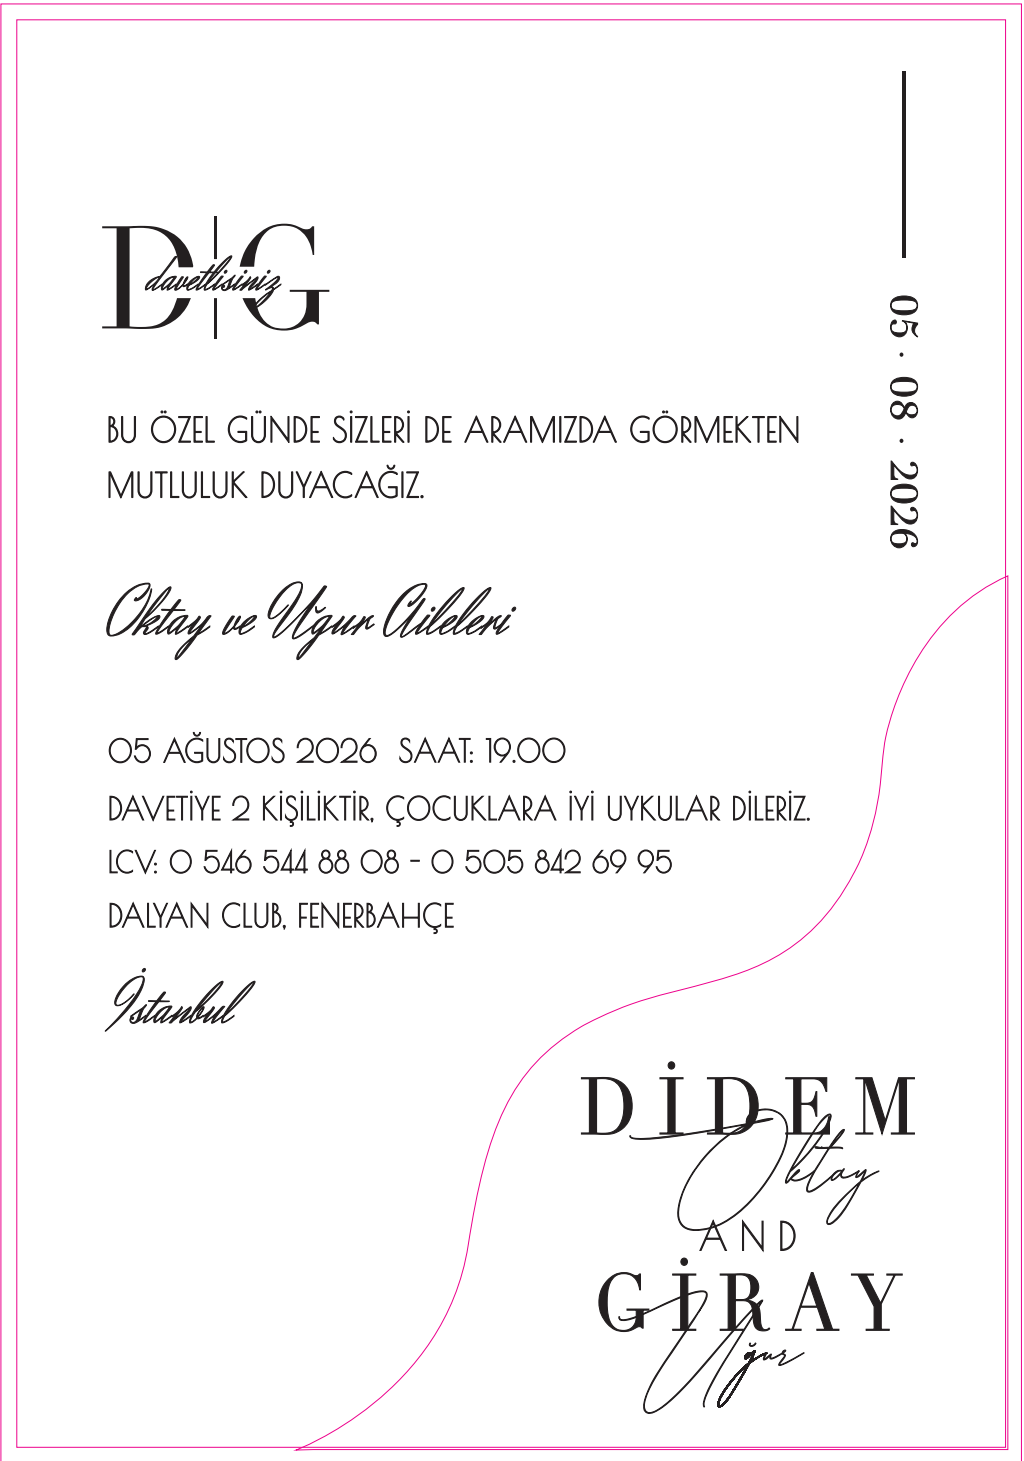 05 · 08 · 2026
D|G
davetlisiniz
BU ÖZEL GÜNDE SİZLERİ DE ARAMIZDA GÖRMEKTEN
MUTLULUK DUYACAĞIZ.
Oktay ve Uğur Aileleri
05 AĞUSTOS 2026 SAAT: 19.00
DAVETİYE 2 KİŞİLİKTİR, ÇOCUKLARA İYİ UYKULAR DİLERİZ.
LCV: 0 546 544 88 08 - 0 505 842 69 95
DALYAN CLUB, FENERBAHÇE
İstanbul
DİDEM
Oktay
AND
GİRAY
Uğur